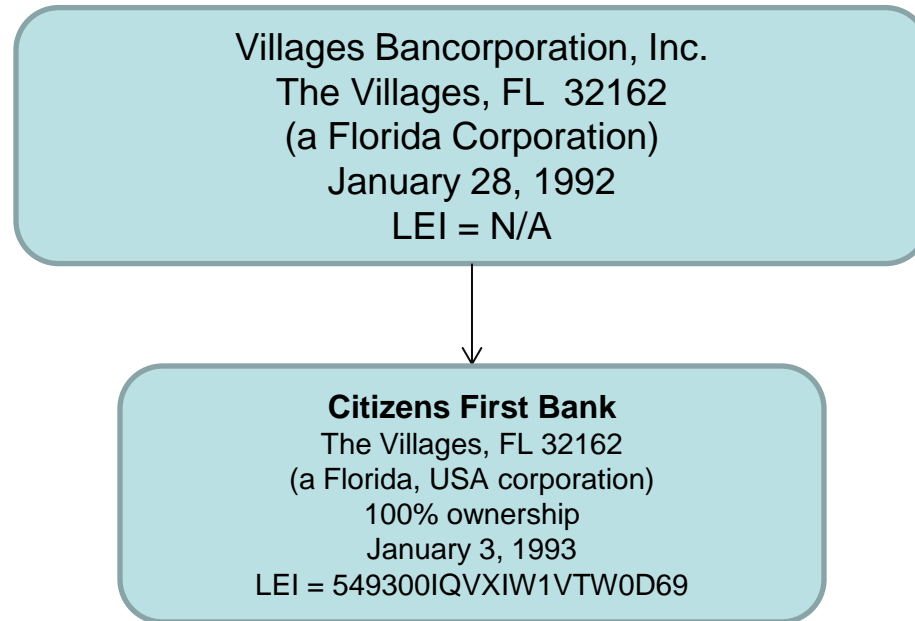 Villages Bancorporation, Inc.
The Villages, FL  32162
(a Florida Corporation)
January 28, 1992
LEI = N/A
Citizens First Bank
The Villages, FL 32162
(a Florida, USA corporation)
100% ownership
January 3, 1993
LEI = 549300IQVXIW1VTW0D69